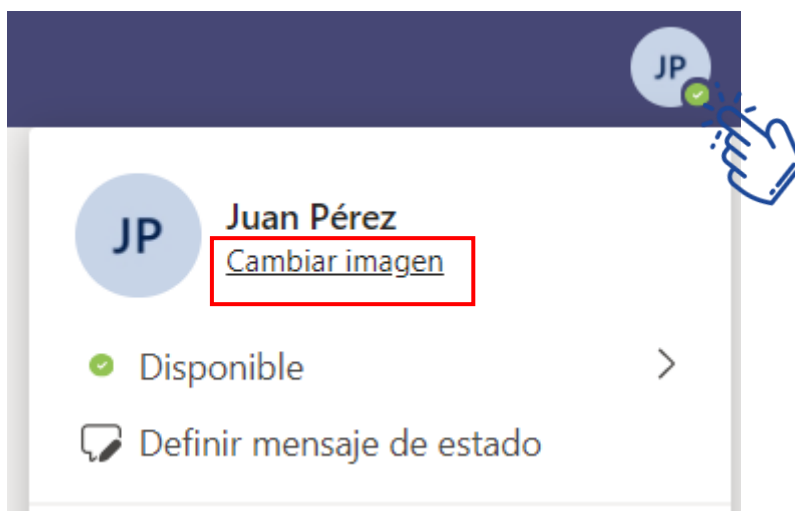 JP
JP
Juan Pérez
Cambiar imagen
Disponible
Definir mensaje de estado